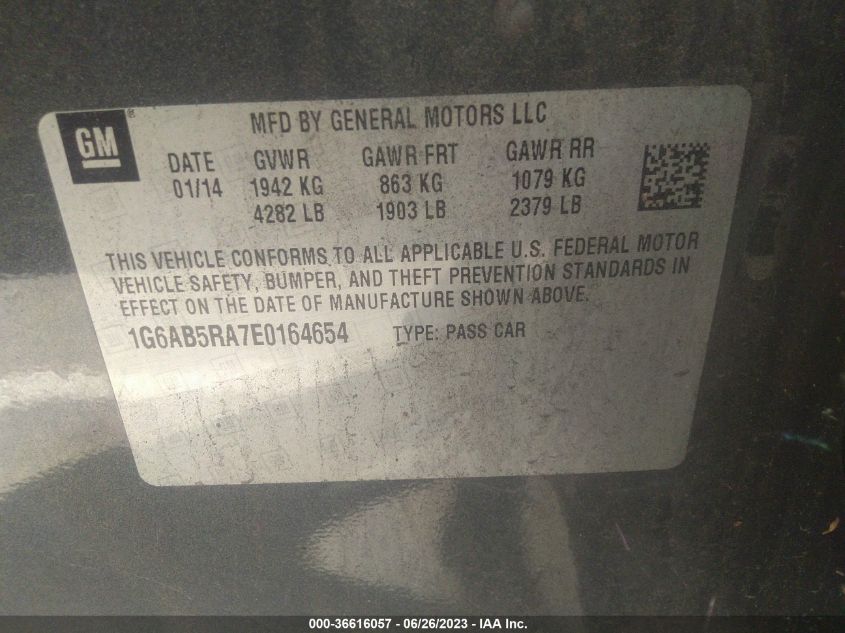 GM ®
MFD BY GENERAL MOTORS LLC
DATE GVWR GAWR FRT GAWR RR
01/14 1942 KG 863 KG 1079 KG
4282 LB 1903 LB 2379 LB
THIS VEHICLE CONFORMS TO ALL APPLICABLE U.S. FEDERAL MOTOR
VEHICLE SAFETY, BUMPER, AND THEFT PREVENTION STANDARDS IN
EFFECT ON THE DATE OF MANUFACTURE SHOWN ABOVE.
1G6AB5RA7E0164654 TYPE: PASS CAR
000-36616057 - 06/26/2023 - IAA Inc.